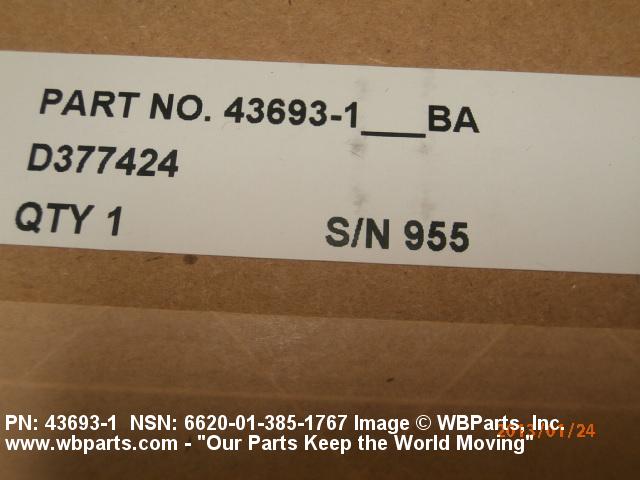 PART NO. 43693-1___BA
D377424
QTY 1 S/N 955
PN: 43693-1 NSN: 6620-01-385-1767 Image © WBParts, Inc.
2013/01/24
www.wbparts.com - "Our Parts Keep the World Moving"